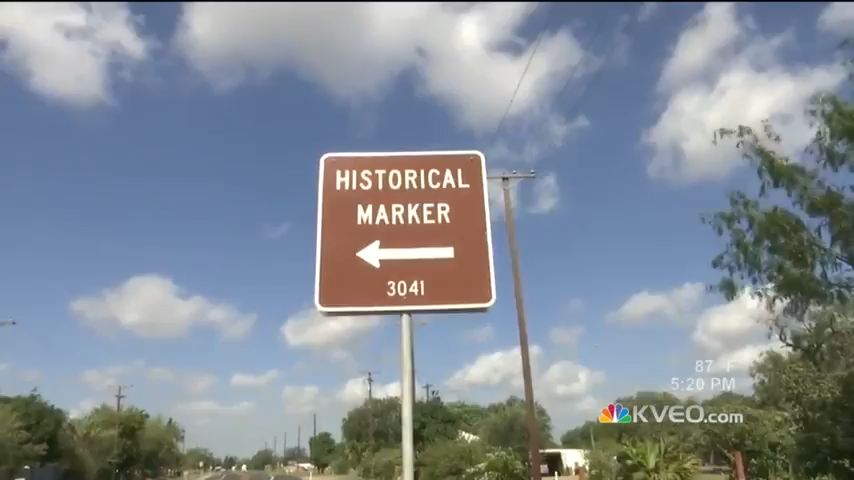 HISTORICAL
MARKER
3041
87° F
5:20 PM
KVEO.com